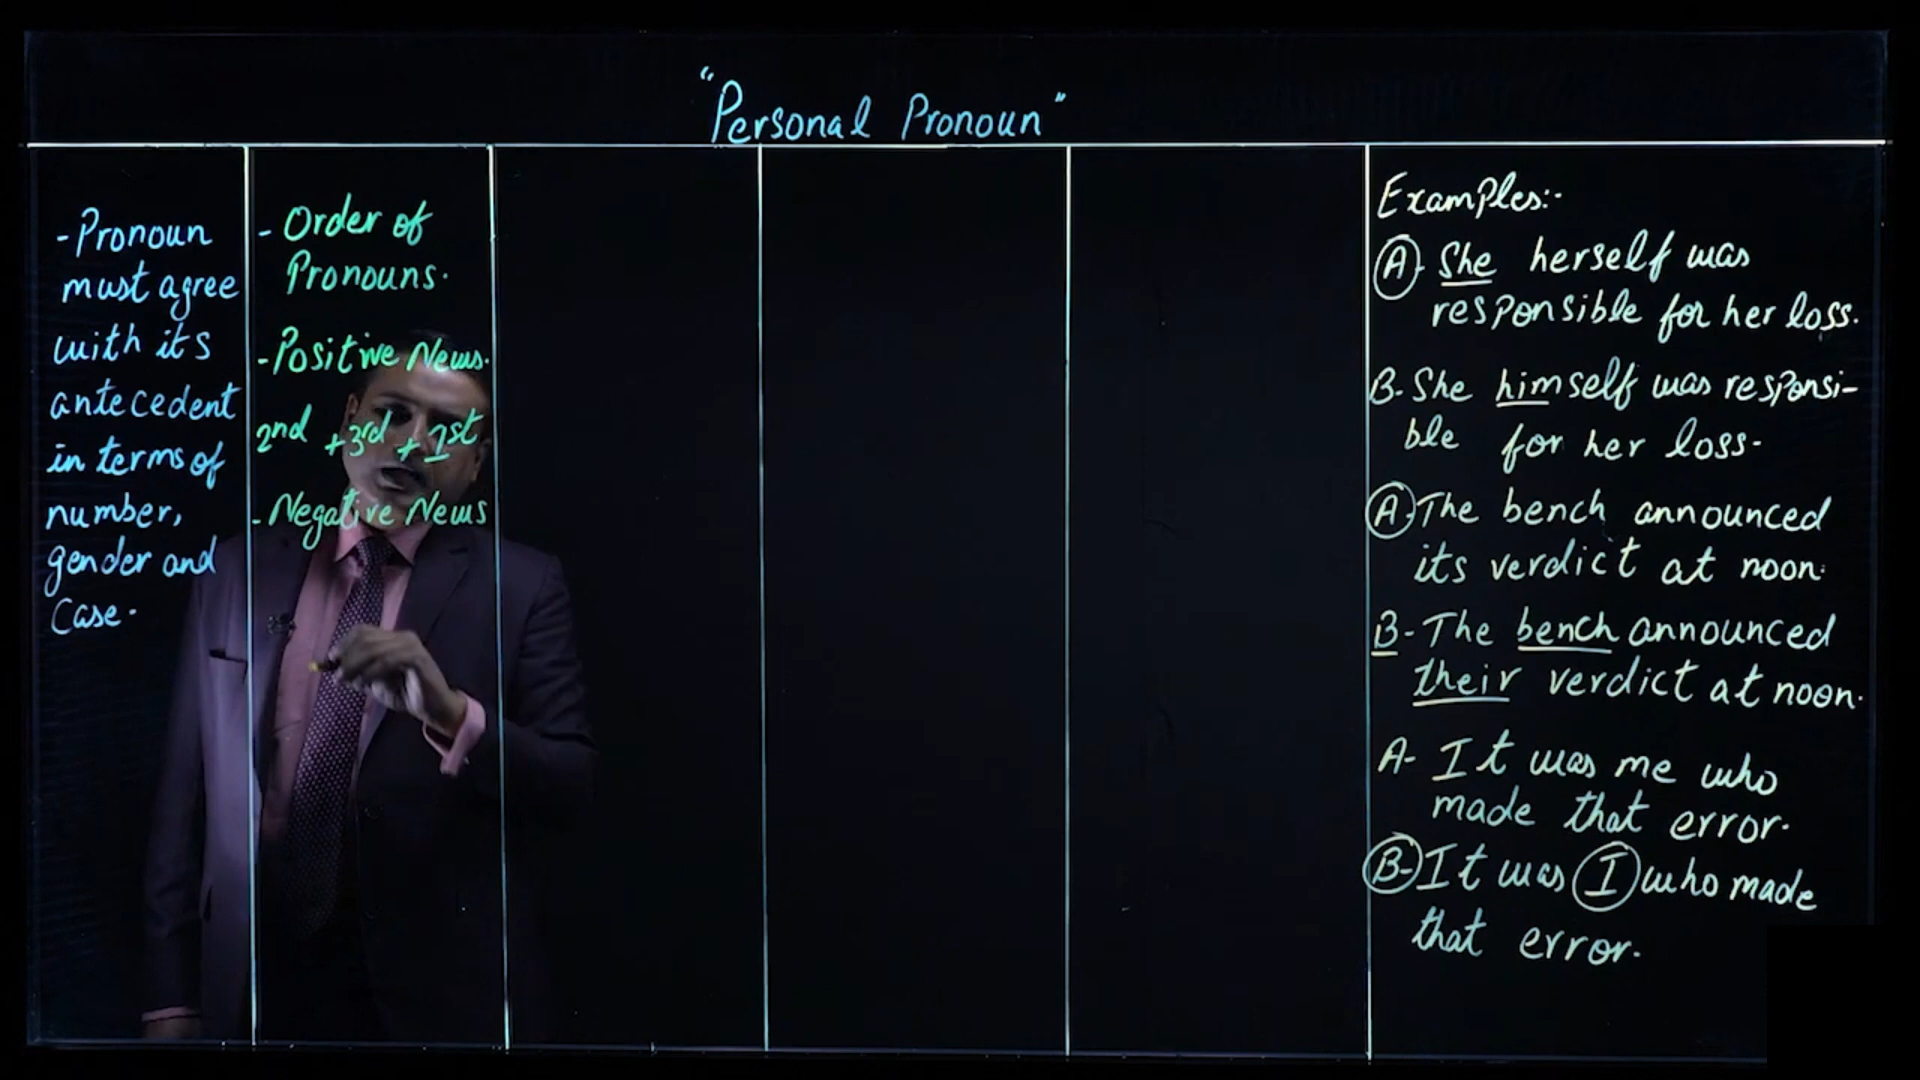 "Personal Pronoun"
- Pronoun
must agree
with its
antecedent
in terms of
number,
gender and
Case.
- Order of
Pronouns.
- Positive News.
2nd + 3rd + 1st
- Negative News
Examples:-
A- She herself was
responsible for her loss.
B- She himself was responsi-
ble for her loss.
A- The bench announced
its verdict at noon.
B- The bench announced
their verdict at noon.
A- It was me who
made that error.
B- It was I who made
that error.